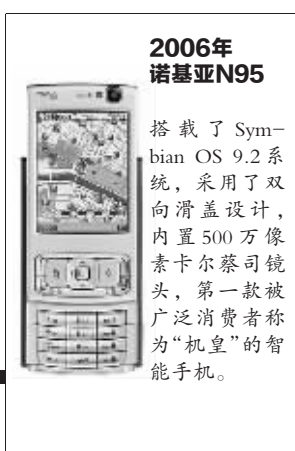 2006年
诺基亚N95
搭载了Sym-
bian OS 9.2系
统，采用了双
向滑盖设计，
内置500万像
素卡尔蔡司镜
头，第一款被
广泛消费者称
为“机皇”的智
能手机。